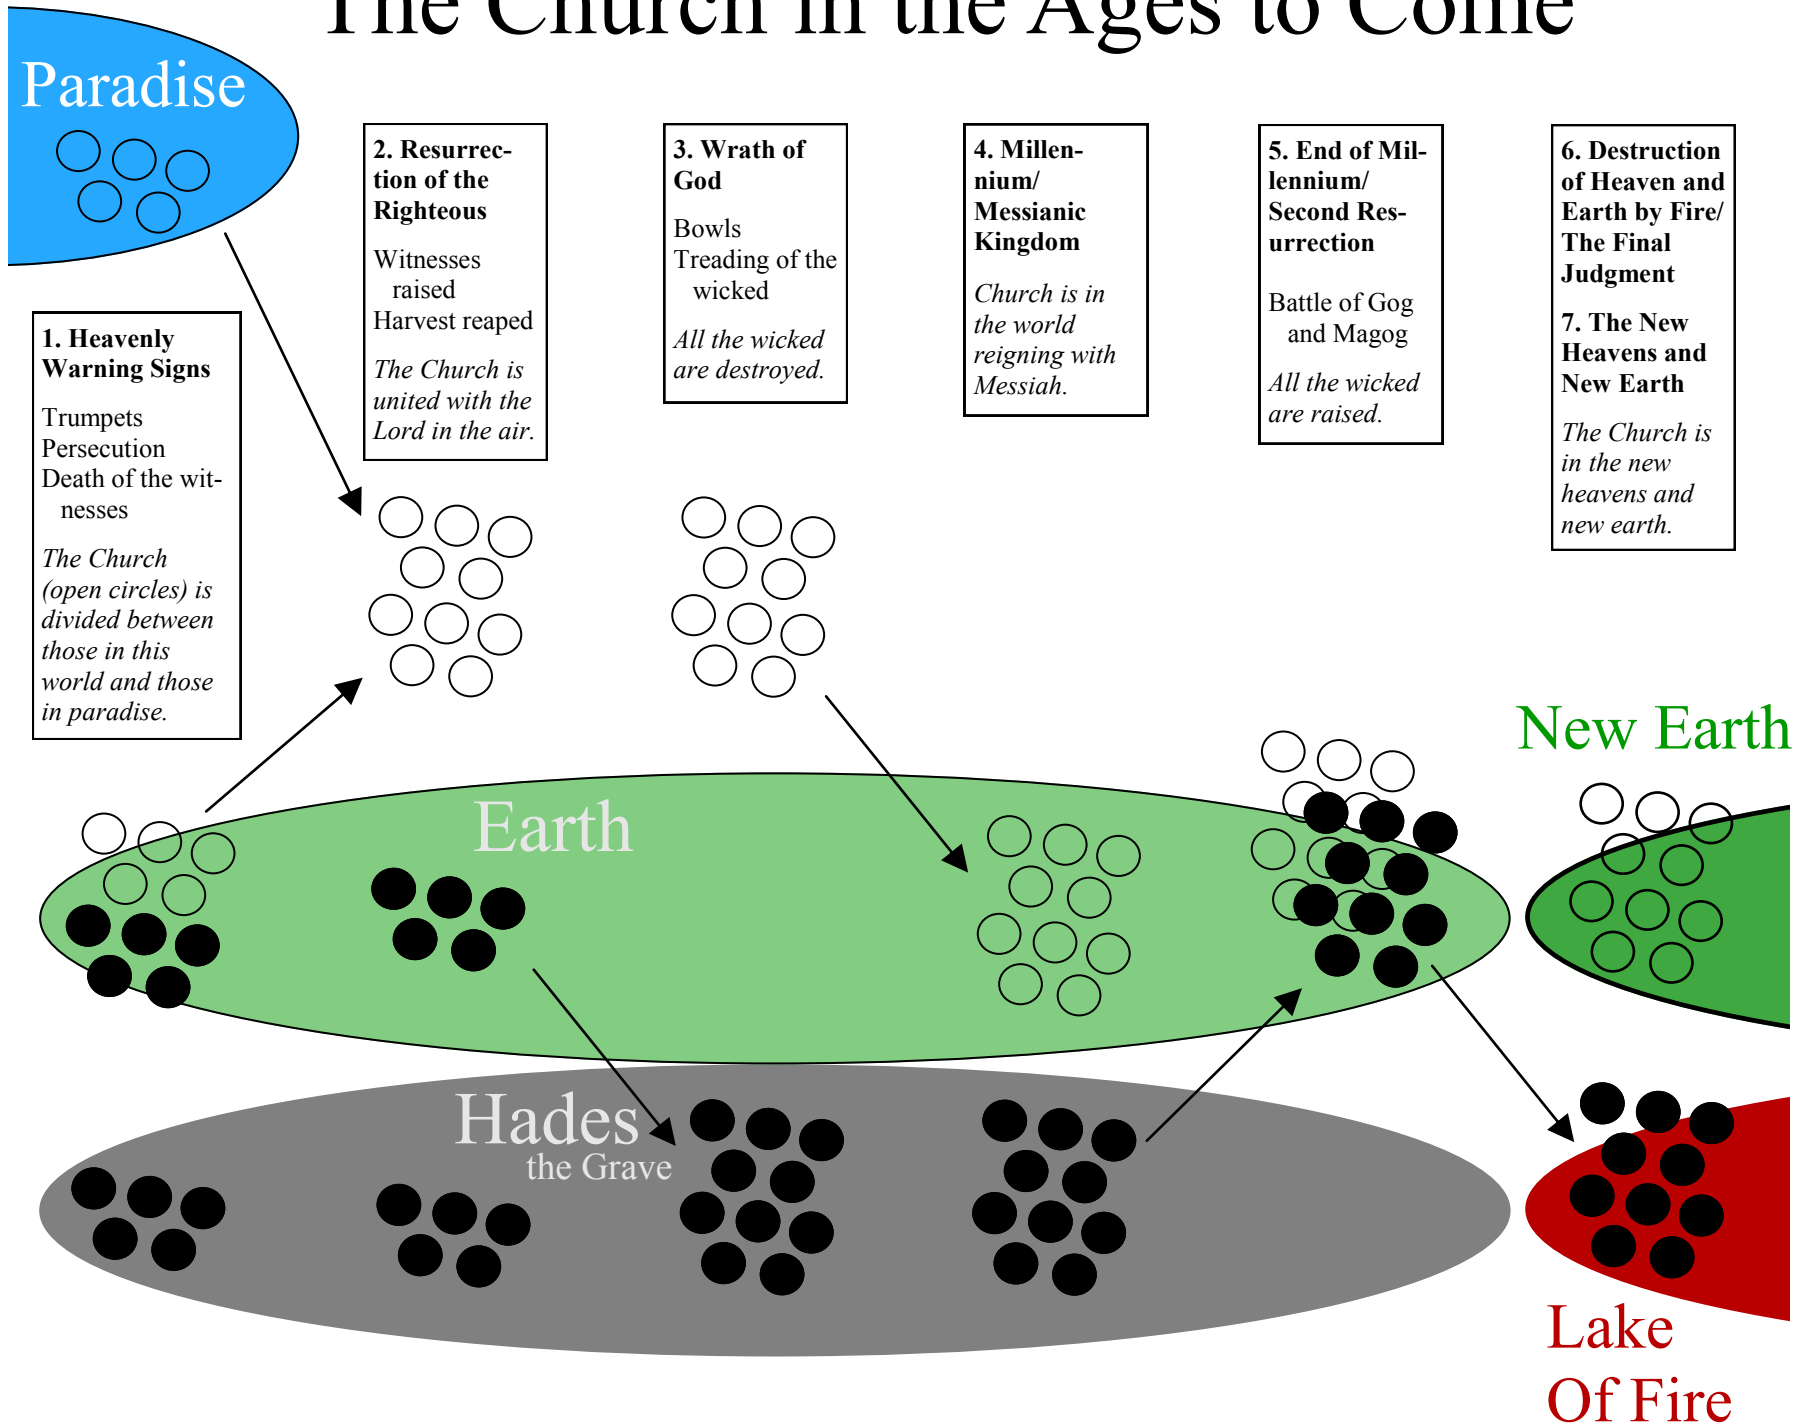 The Church in the Ages to Come
Paradise
1. Heavenly
Warning Signs
Trumpets
Persecution
Death of the wit-
nesses
The Church
(open circles) is
divided between
those in this
world and those
in paradise.
2. Resurrec-
tion of the
Righteous
Witnesses
raised
Harvest reaped
The Church is
united with the
Lord in the air.
3. Wrath of
God
Bowls
Treading of the
wicked
All the wicked
are destroyed.
4. Millen-
nium/
Messianic
Kingdom
Church is in
the world
reigning with
Messiah.
5. End of Mil-
lennium/
Second Res-
urrection
Battle of Gog
and Magog
All the wicked
are raised.
6. Destruction
of Heaven and
Earth by Fire/
The Final
Judgment
7. The New
Heavens and
New Earth
The Church is
in the new
heavens and
new earth.
New Earth
Earth
Hades
the Grave
Lake
Of Fire